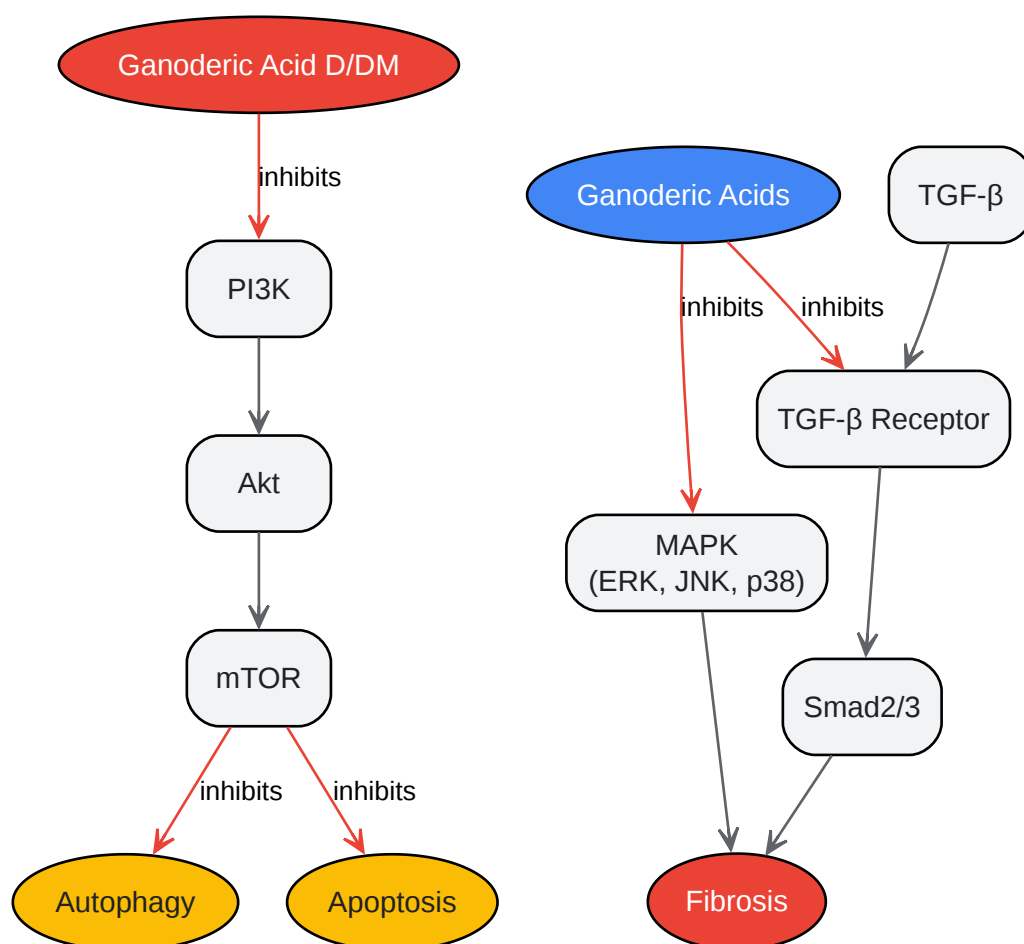 Ganoderic Acid D/DM
inhibits
PI3K
Akt
mTOR
inhibits
inhibits
Autophagy
Apoptosis
Ganoderic Acids
TGF-β
inhibits
inhibits
TGF-β Receptor
MAPK
(ERK, JNK, p38)
Smad2/3
Fibrosis